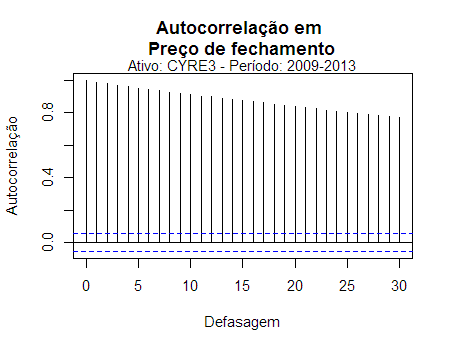 Autocorrelação em
Preço de fechamento
Ativo: CYRE3 - Período: 2009-2013
Autocorrelação
0.8
0.4
0.0
0 5 10 15 20 25 30
Defasagem